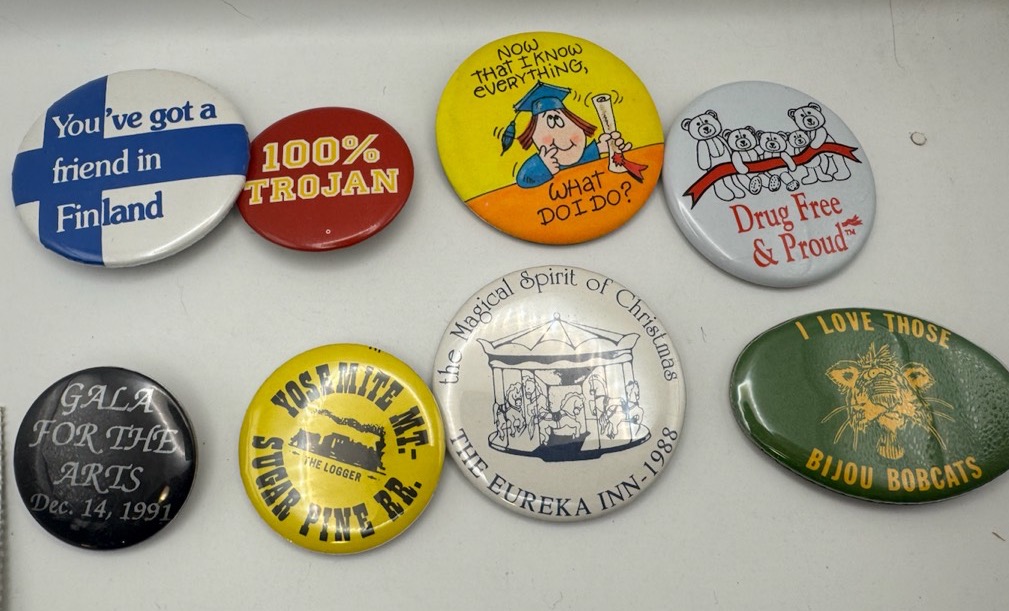 You've got a
friend in
Finland
100%
TROJAN
NOW
THAT I KNOW
EVERYTHING,
WHAT
DO I DO?
Drug Free
& Proud™
GALA
FOR THE
ARTS
Dec. 14, 1991
YOSEMITE MT.-
THE LOGGER
SUGAR PINE RR.
the Magical Spirit of Christmas
THE EUREKA INN-1988
I LOVE THOSE
BIJOU BOBCATS